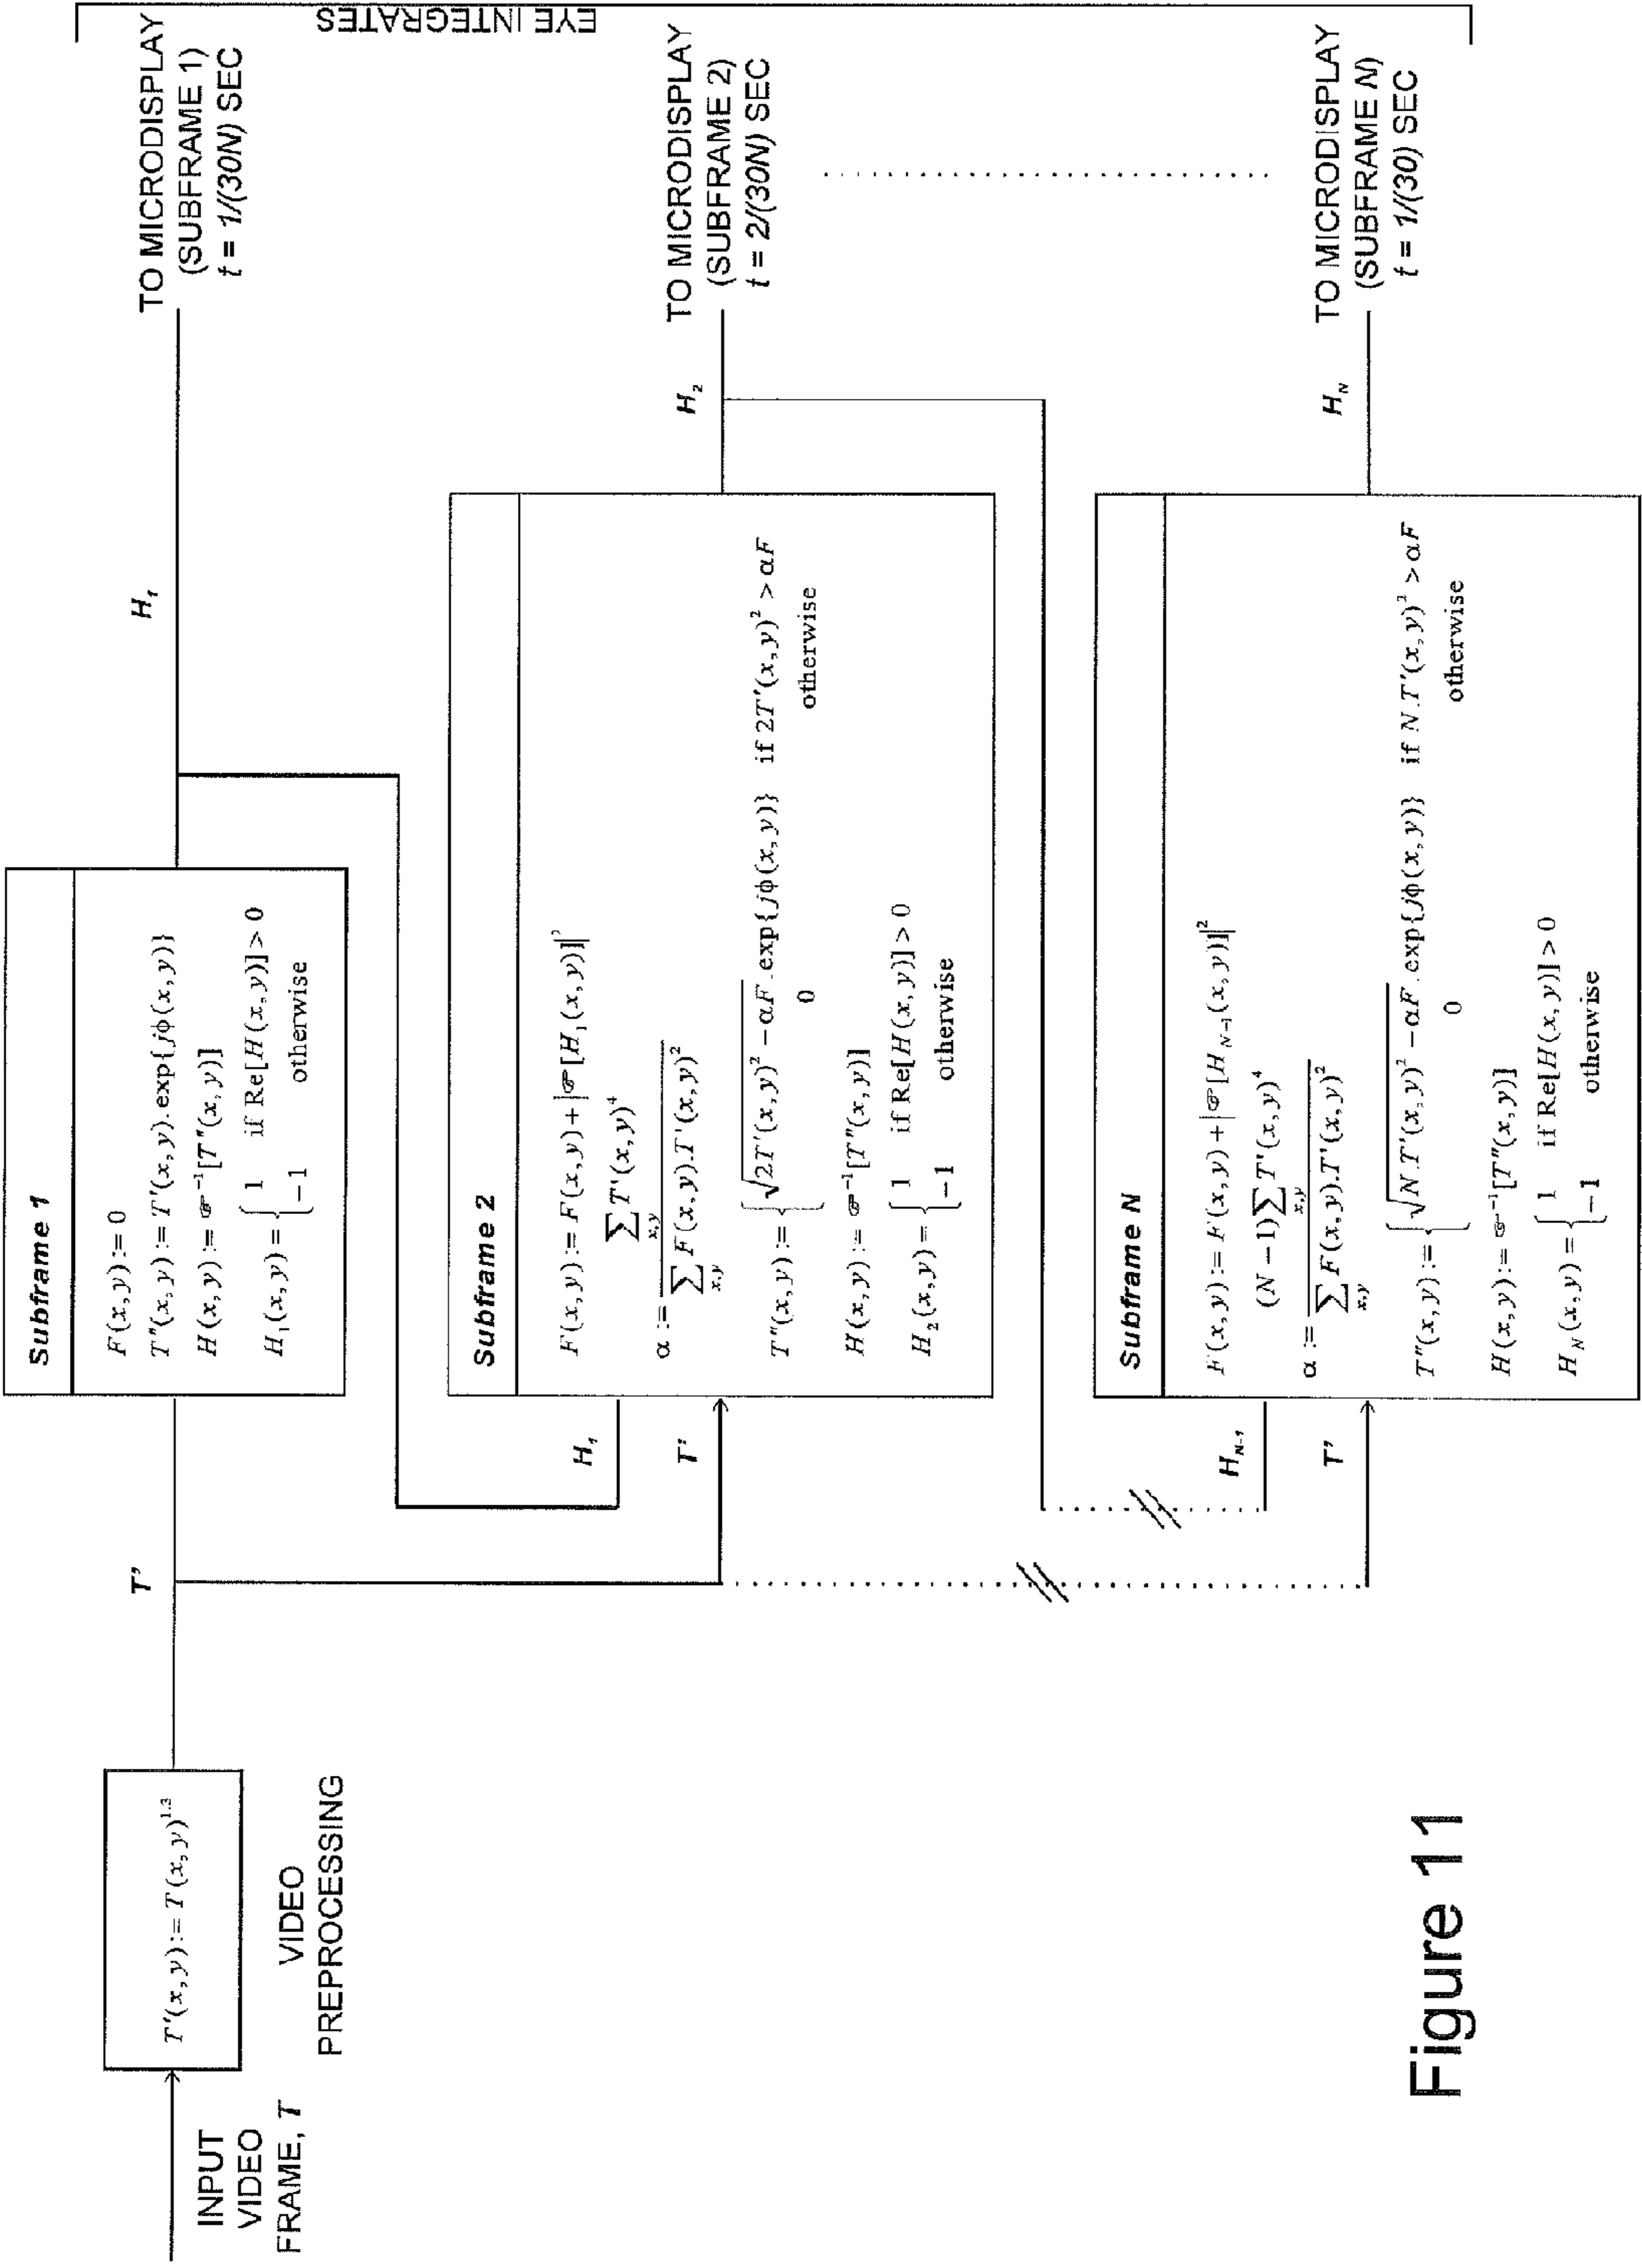 INPUT
VIDEO
FRAME, T
T′(x,y) := T(x,y)^1.3
VIDEO
PREPROCESSING
T'
Subframe 1
F(x,y) := 0
T″(x,y) := T′(x,y).exp{jϕ(x,y)}
H(x,y) := ℱ⁻¹[T″(x,y)]
H₁(x,y) = { 1 if Re[H(x,y)] > 0
−1 otherwise
H₁
TO MICRODISPLAY
(SUBFRAME 1)
t = 1/(30N) SEC
H₁
T'
Subframe 2
F(x,y) := F(x,y) + |ℱ[H₁(x,y)]|²
α := ∑x,y T'(x,y)⁴ / ∑x,y F(x,y).T'(x,y)²
T″(x,y) := { √(2T′(x,y)² − αF).exp{jϕ(x,y)} if 2T′(x,y)² > αF
0 otherwise
H(x,y) := ℱ⁻¹[T″(x,y)]
H₂(x,y) = { 1 if Re[H(x,y)] > 0
−1 otherwise
H₂
TO MICRODISPLAY
(SUBFRAME 2)
t = 2/(30N) SEC
H_N-1
T'
Subframe N
F(x,y) := F(x,y) + |ℱ[H_N−1(x,y)]|²
α := (N−1)∑x,y T'(x,y)⁴ / ∑x,y F(x,y).T'(x,y)²
T″(x,y) := { √(N.T′(x,y)² − αF).exp{jϕ(x,y)} if N.T′(x,y)² > αF
0 otherwise
H(x,y) := ℱ⁻¹[T″(x,y)]
H_N(x,y) = { 1 if Re[H(x,y)] > 0
−1 otherwise
H_N
TO MICRODISPLAY
(SUBFRAME N)
t = 1/(30) SEC
EYE INTEGRATES
Figure 11